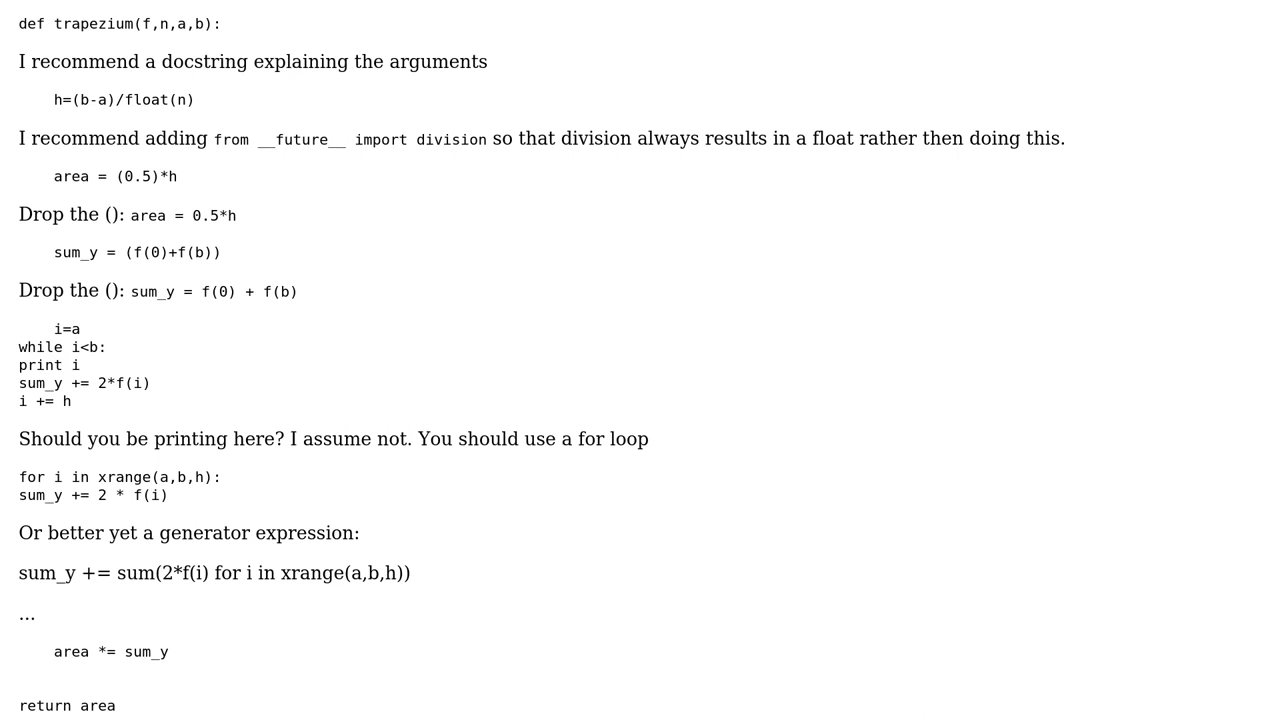 def trapezium(f,n,a,b):
I recommend a docstring explaining the arguments
    h=(b-a)/float(n)
I recommend adding from __future__ import division so that division always results in a float rather then doing this.
    area = (0.5)*h
Drop the (): area = 0.5*h
    sum_y = (f(0)+f(b))
Drop the (): sum_y = f(0) + f(b)
    i=a
while i<b:
print i
sum_y += 2*f(i)
i += h
Should you be printing here? I assume not. You should use a for loop
for i in xrange(a,b,h):
sum_y += 2 * f(i)
Or better yet a generator expression:
sum_y += sum(2*f(i) for i in xrange(a,b,h))
...
    area *= sum_y
return area